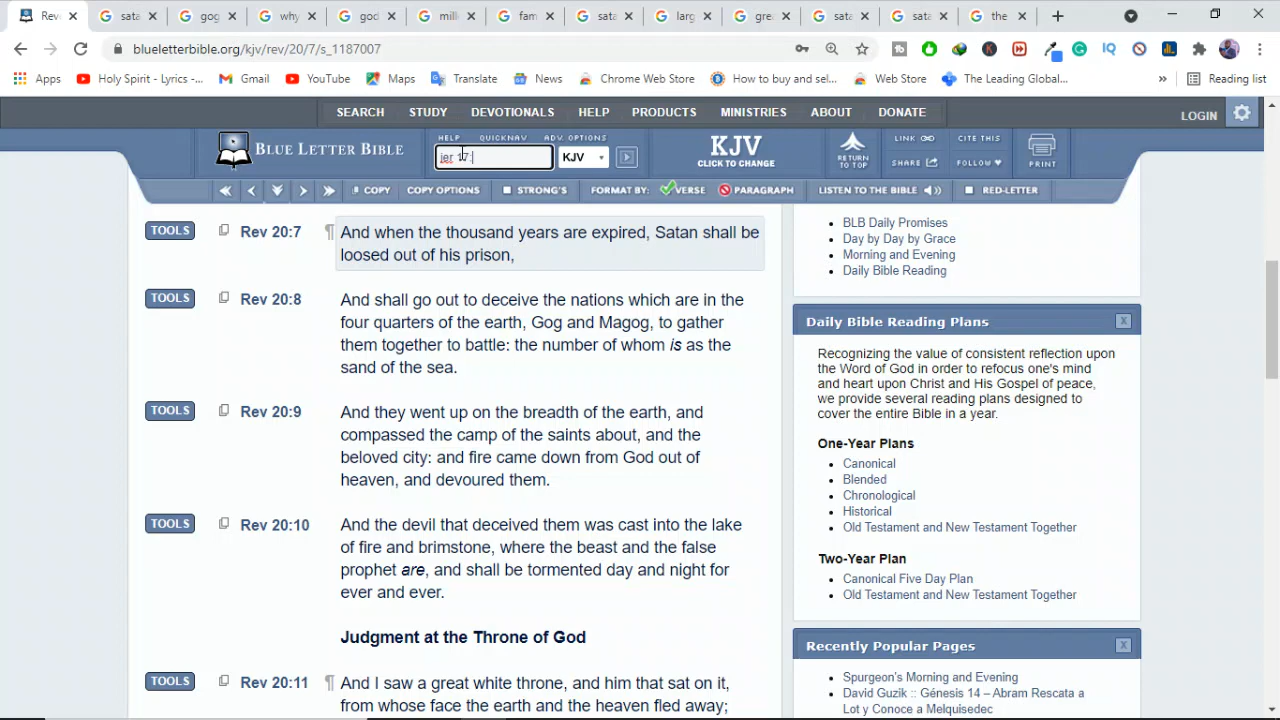 Reve
sata
gog
why
god
mill
fam
sata
larg
grea
sata
sata
the
blueletterbible.org/kjv/rev/20/7/s_1187007
Apps
Holy Spirit - Lyrics -...
Gmail
YouTube
Maps
Translate
News
Chrome Web Store
How to buy and sel...
Web Store
The Leading Global...
»
Reading list
SEARCH STUDY DEVOTIONALS HELP PRODUCTS MINISTRIES ABOUT DONATE
LOGIN
BLUE LETTER BIBLE
HELP QUICKNAV ADV. OPTIONS
jer 17:
KJV
KJV
CLICK TO CHANGE
RETURN
TO TOP
LINK
CITE THIS
SHARE
FOLLOW
PRINT
COPY COPY OPTIONS STRONG'S FORMAT BY: VERSE PARAGRAPH LISTEN TO THE BIBLE RED-LETTER
TOOLS Rev 20:7 ¶ And when the thousand years are expired, Satan shall be
loosed out of his prison,
TOOLS Rev 20:8 And shall go out to deceive the nations which are in the
four quarters of the earth, Gog and Magog, to gather
them together to battle: the number of whom is as the
sand of the sea.
TOOLS Rev 20:9 And they went up on the breadth of the earth, and
compassed the camp of the saints about, and the
beloved city: and fire came down from God out of
heaven, and devoured them.
TOOLS Rev 20:10 And the devil that deceived them was cast into the lake
of fire and brimstone, where the beast and the false
prophet are, and shall be tormented day and night for
ever and ever.
Judgment at the Throne of God
TOOLS Rev 20:11 ¶ And I saw a great white throne, and him that sat on it,
from whose face the earth and the heaven fled away;
BLB Daily Promises
Day by Day by Grace
Morning and Evening
Daily Bible Reading
Daily Bible Reading Plans X
Recognizing the value of consistent reflection upon
the Word of God in order to refocus one's mind
and heart upon Christ and His Gospel of peace,
we provide several reading plans designed to
cover the entire Bible in a year.
One-Year Plans
Canonical
Blended
Chronological
Historical
Old Testament and New Testament Together
Two-Year Plan
Canonical Five Day Plan
Old Testament and New Testament Together
Recently Popular Pages X
Spurgeon's Morning and Evening
David Guzik :: Génesis 14 – Abram Rescata a
Lot y Conoce a Melquisedec